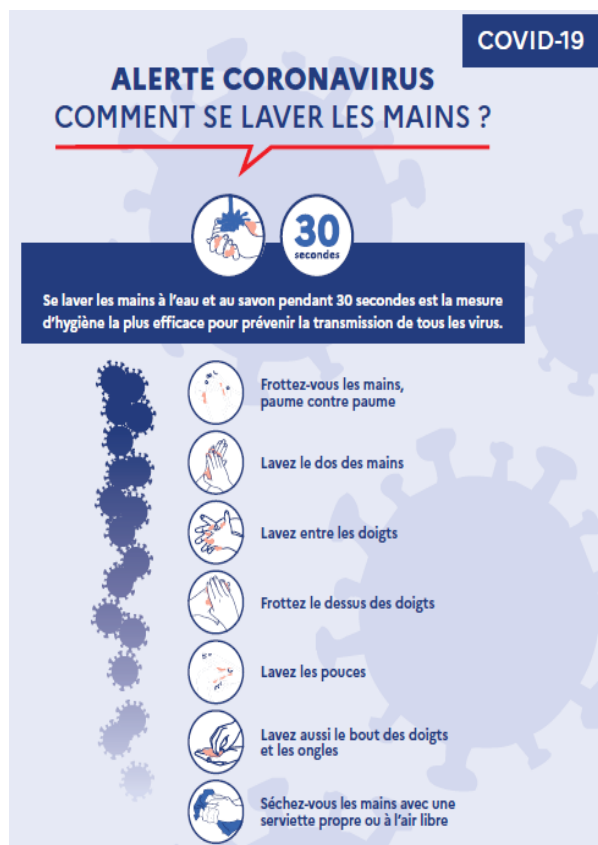 COVID-19
ALERTE CORONAVIRUS
COMMENT SE LAVER LES MAINS ?
30
secondes
Se laver les mains à l'eau et au savon pendant 30 secondes est la mesure
d'hygiène la plus efficace pour prévenir la transmission de tous les virus.
Frottez-vous les mains,
paume contre paume
Lavez le dos des mains
Lavez entre les doigts
Frottez le dessus des doigts
Lavez les pouces
Lavez aussi le bout des doigts
et les ongles
Séchez-vous les mains avec une
serviette propre ou à l'air libre